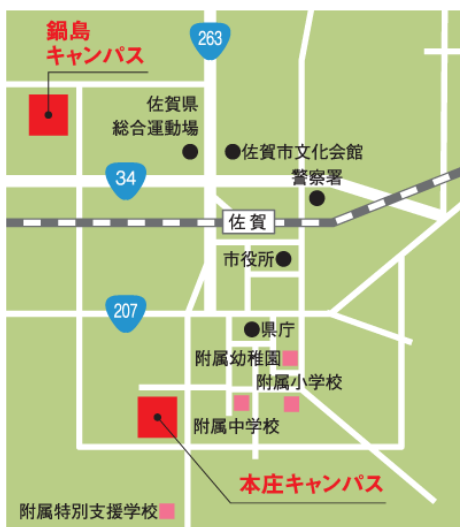 鍋島
キャンパス
263
佐賀県
総合運動場
佐賀市文化会館
警察署
34
佐賀
市役所
207
県庁
附属幼稚園
附属小学校
附属中学校
本庄キャンパス
附属特別支援学校